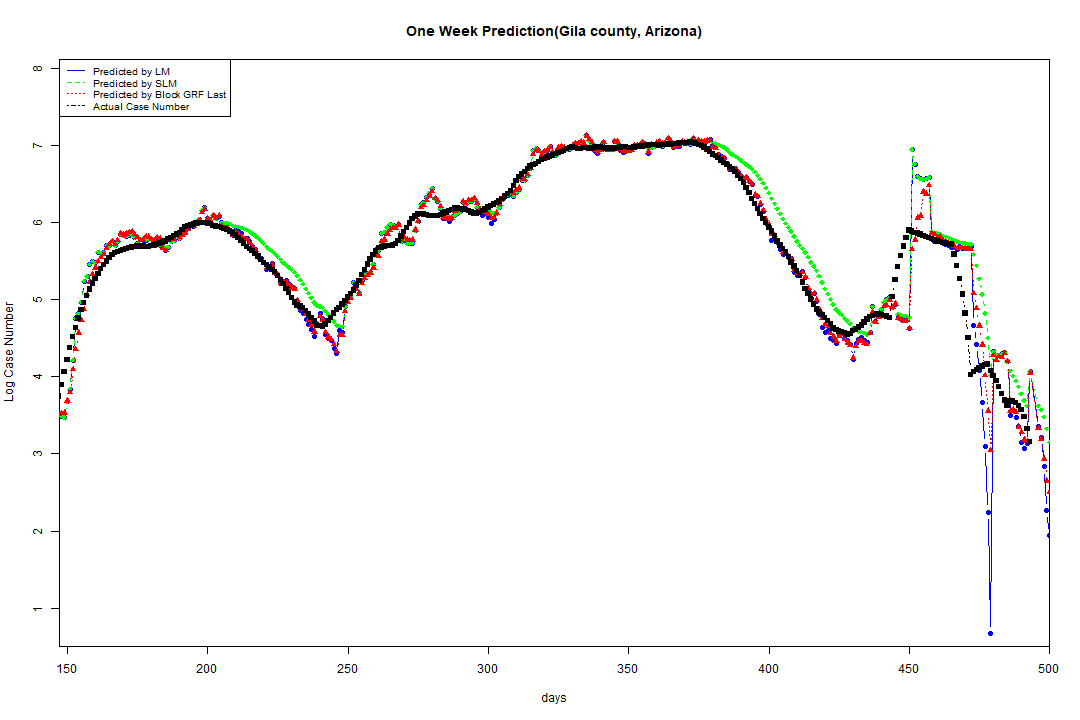 One Week Prediction(Gila county, Arizona)
Predicted by LM
Predicted by SLM
Predicted by Block GRF Last
Actual Case Number
8
7
6
5
4
3
2
1
Log Case Number
150 200 250 300 350 400 450 500
days